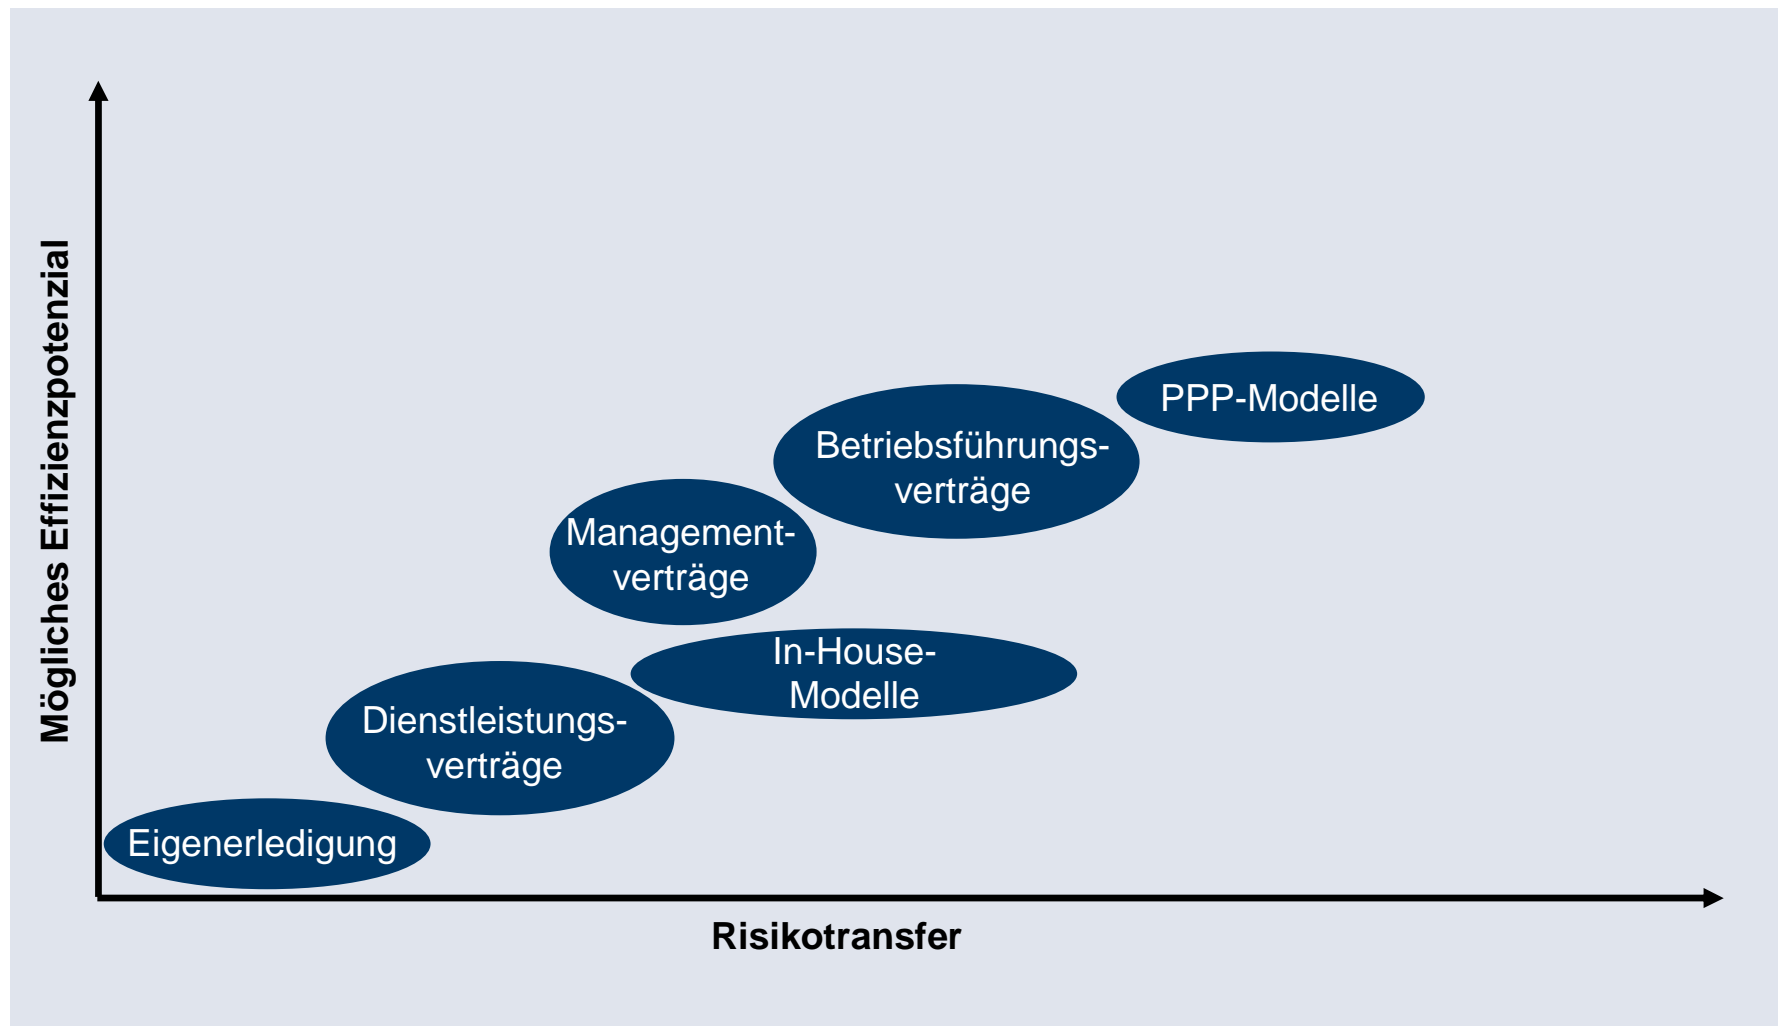 Mögliches Effizienzpotenzial
PPP-Modelle
Betriebsführungs-
verträge
Management-
verträge
In-House-
Modelle
Dienstleistungs-
verträge
Eigenerledigung
Risikotransfer